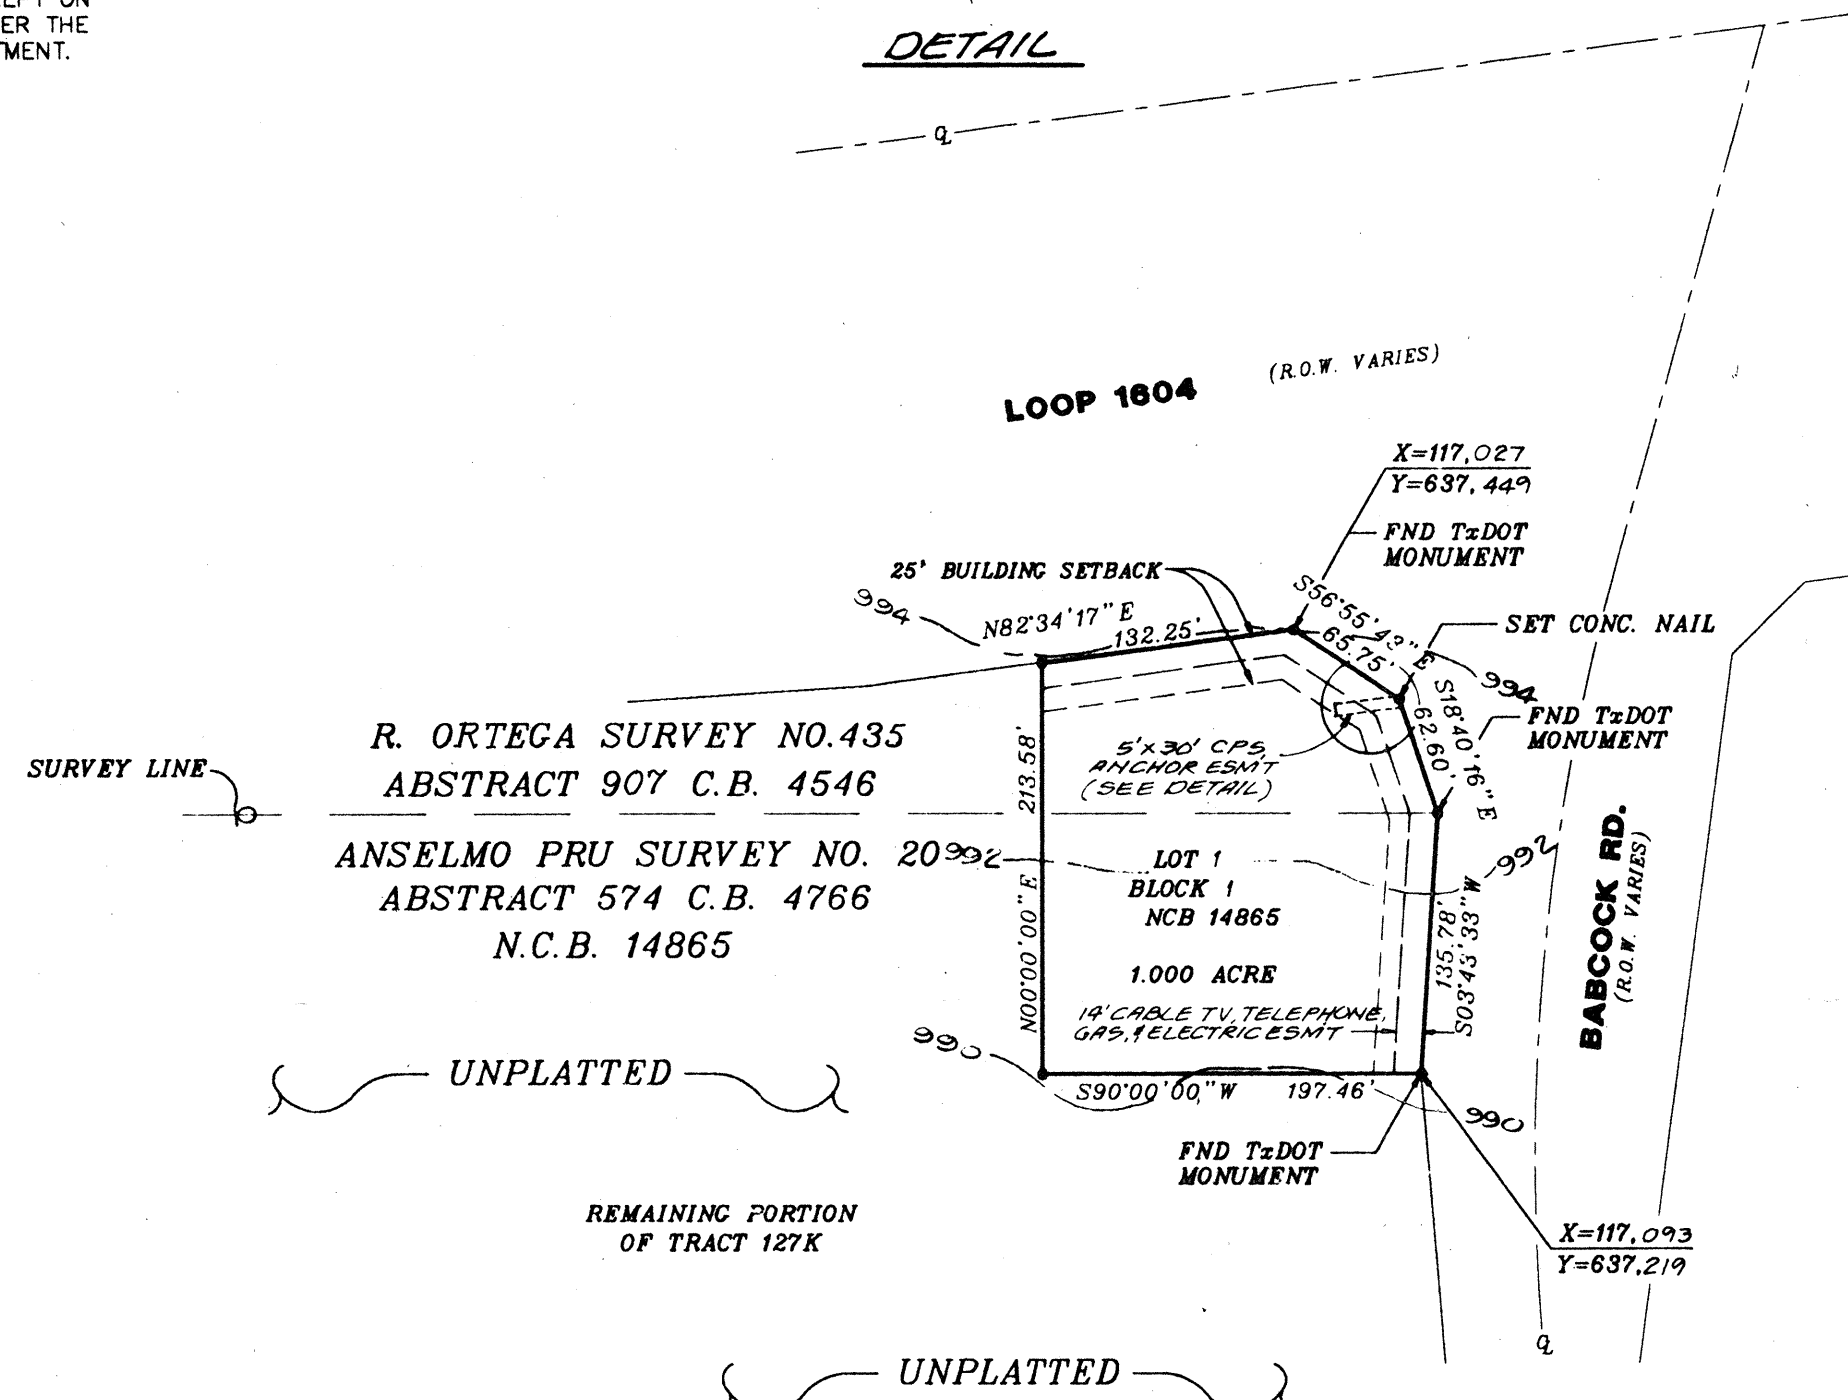 ER THE
TMENT.
DETAIL
℄
LOOP 1604
(R.O.W. VARIES)
X=117,027
Y=637,449
FND TxDOT
MONUMENT
25' BUILDING SETBACK
994
N82°34'17"E
132.25'
S56°55'43"E
65.75'
SET CONC. NAIL
994
S18°40'16"E
62.60'
FND TxDOT
MONUMENT
R. ORTEGA SURVEY NO.435
ABSTRACT 907 C.B. 4546
SURVEY LINE
213.58'
N00°00'00"E
5'X30' CPS
ANCHOR ESMT
(SEE DETAIL)
ANSELMO PRU SURVEY NO. 20
ABSTRACT 574 C.B. 4766
N.C.B. 14865
992
LOT 1
BLOCK 1
NCB 14865
992
1.000 ACRE
135.78'
S03°43'33"W
BABCOCK RD.
(R.O.W. VARIES)
14' CABLE TV, TELEPHONE,
GAS, & ELECTRIC ESMT
990
UNPLATTED
S90°00'00"W
197.46'
990
FND TxDOT
MONUMENT
REMAINING PORTION
OF TRACT 127K
X=117,093
Y=637,219
℄
UNPLATTED